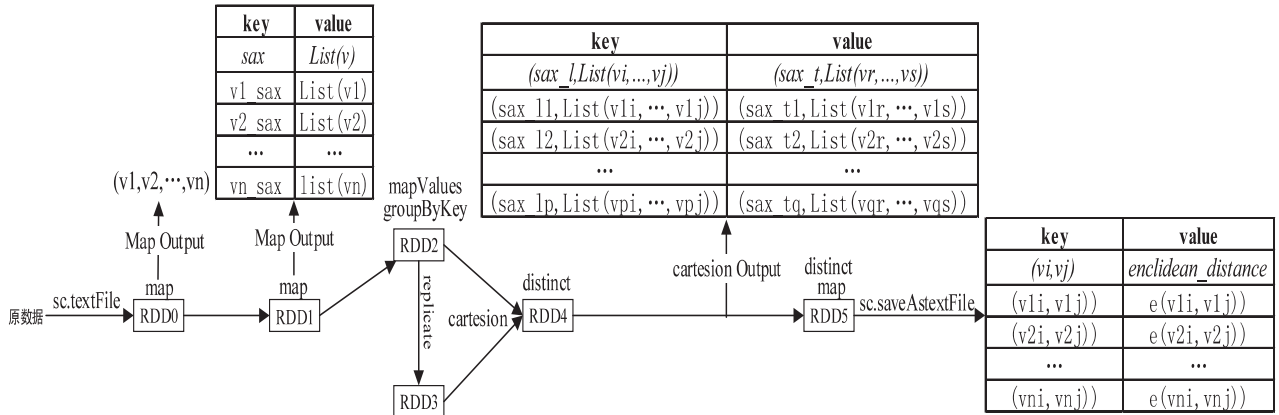 key value
sax List(v)
v1_sax List(v1)
v2_sax List(v2)
… …
vn_sax list(vn)
key value
(sax_l,List(vi,...,vj)) (sax_t,List(vr,...,vs))
(sax_l1,List(v1i,…,v1j)) (sax_t1,List(v1r,…,v1s))
(sax_l2,List(v2i,…,v2j)) (sax_t2,List(v2r,…,v2s))
… …
(sax_lp,List(vpi,…,vpj)) (sax_tq,List(vqr,…,vqs))
(v1,v2,…,vn)
Map Output
map
Map Output
map
mapValues
groupByKey
原数据
sc.textFile
RDD0
RDD1
RDD2
replicate
RDD3
cartesion
distinct
RDD4
cartesion Output
distinct
map
RDD5
sc.saveAstextFile
key value
(vi,vj) enclidean_distance
(v1i,v1j)) e(v1i,v1j))
(v2i,v2j)) e(v2i,v2j))
… …
(vni,vnj)) e(vni,vnj))